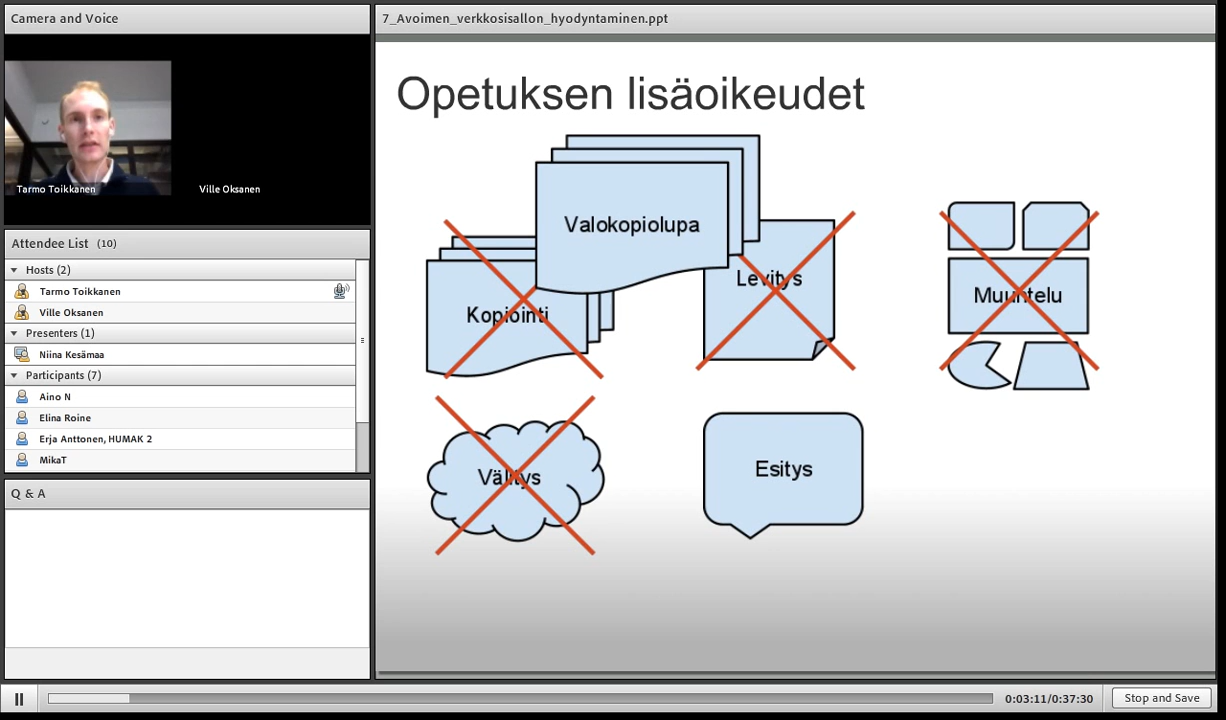 Camera and Voice
Tarmo Toikkanen
Ville Oksanen
Attendee List (10)
Hosts (2)
Tarmo Toikkanen
Ville Oksanen
Presenters (1)
Niina Kesämaa
Participants (7)
Aino N
Elina Roine
Erja Anttonen, HUMAK 2
MikaT
Q & A
7_Avoimen_verkkosisallon_hyodyntaminen.ppt
Opetuksen lisäoikeudet
Valokopiolupa
Kopiointi
Levitys
Muuntelu
Välitys
Esitys
0:03:11/0:37:30
Stop and Save